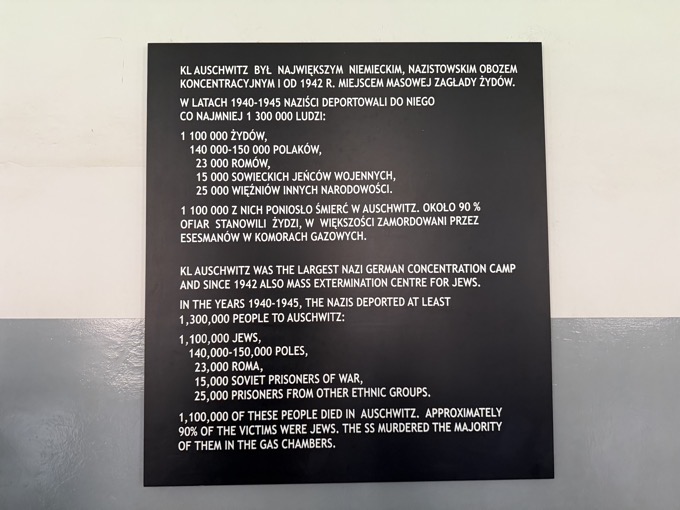 KL AUSCHWITZ BYŁ NAJWIĘKSZYM NIEMIECKIM, NAZISTOWSKIM OBOZEM
KONCENTRACYJNYM I OD 1942 R. MIEJSCEM MASOWEJ ZAGŁADY ŻYDÓW.
W LATACH 1940-1945 NAZIŚCI DEPORTOWALI DO NIEGO
CO NAJMNIEJ 1 300 000 LUDZI:
1 100 000 ŻYDÓW,
140 000-150 000 POLAKÓW,
23 000 ROMÓW,
15 000 SOWIECKICH JEŃCÓW WOJENNYCH,
25 000 WIĘŹNIÓW INNYCH NARODOWOŚCI.
1 100 000 Z NICH PONIOSŁO ŚMIERĆ W AUSCHWITZ. OKOŁO 90 %
OFIAR STANOWILI ŻYDZI, W WIĘKSZOŚCI ZAMORDOWANI PRZEZ
ESESMANÓW W KOMORACH GAZOWYCH.
KL AUSCHWITZ WAS THE LARGEST NAZI GERMAN CONCENTRATION CAMP
AND SINCE 1942 ALSO MASS EXTERMINATION CENTRE FOR JEWS.
IN THE YEARS 1940-1945, THE NAZIS DEPORTED AT LEAST
1,300,000 PEOPLE TO AUSCHWITZ:
1,100,000 JEWS,
140,000-150,000 POLES,
23,000 ROMA,
15,000 SOVIET PRISONERS OF WAR,
25,000 PRISONERS FROM OTHER ETHNIC GROUPS.
1,100,000 OF THESE PEOPLE DIED IN AUSCHWITZ. APPROXIMATELY
90% OF THE VICTIMS WERE JEWS. THE SS MURDERED THE MAJORITY
OF THEM IN THE GAS CHAMBERS.